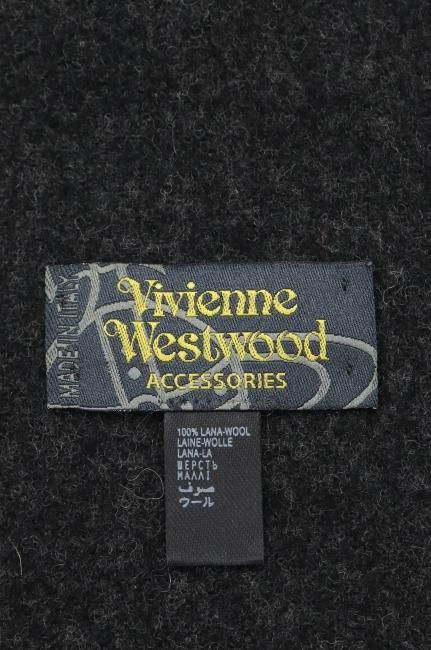 MADE IN ITALY
Vivienne
Westwood
ACCESSORIES
100% LANA-WOOL
LAINE-WOLLE
LANA-LA
ШЕРСТЬ
ΜΑΛΛΙ
صوف
ウール